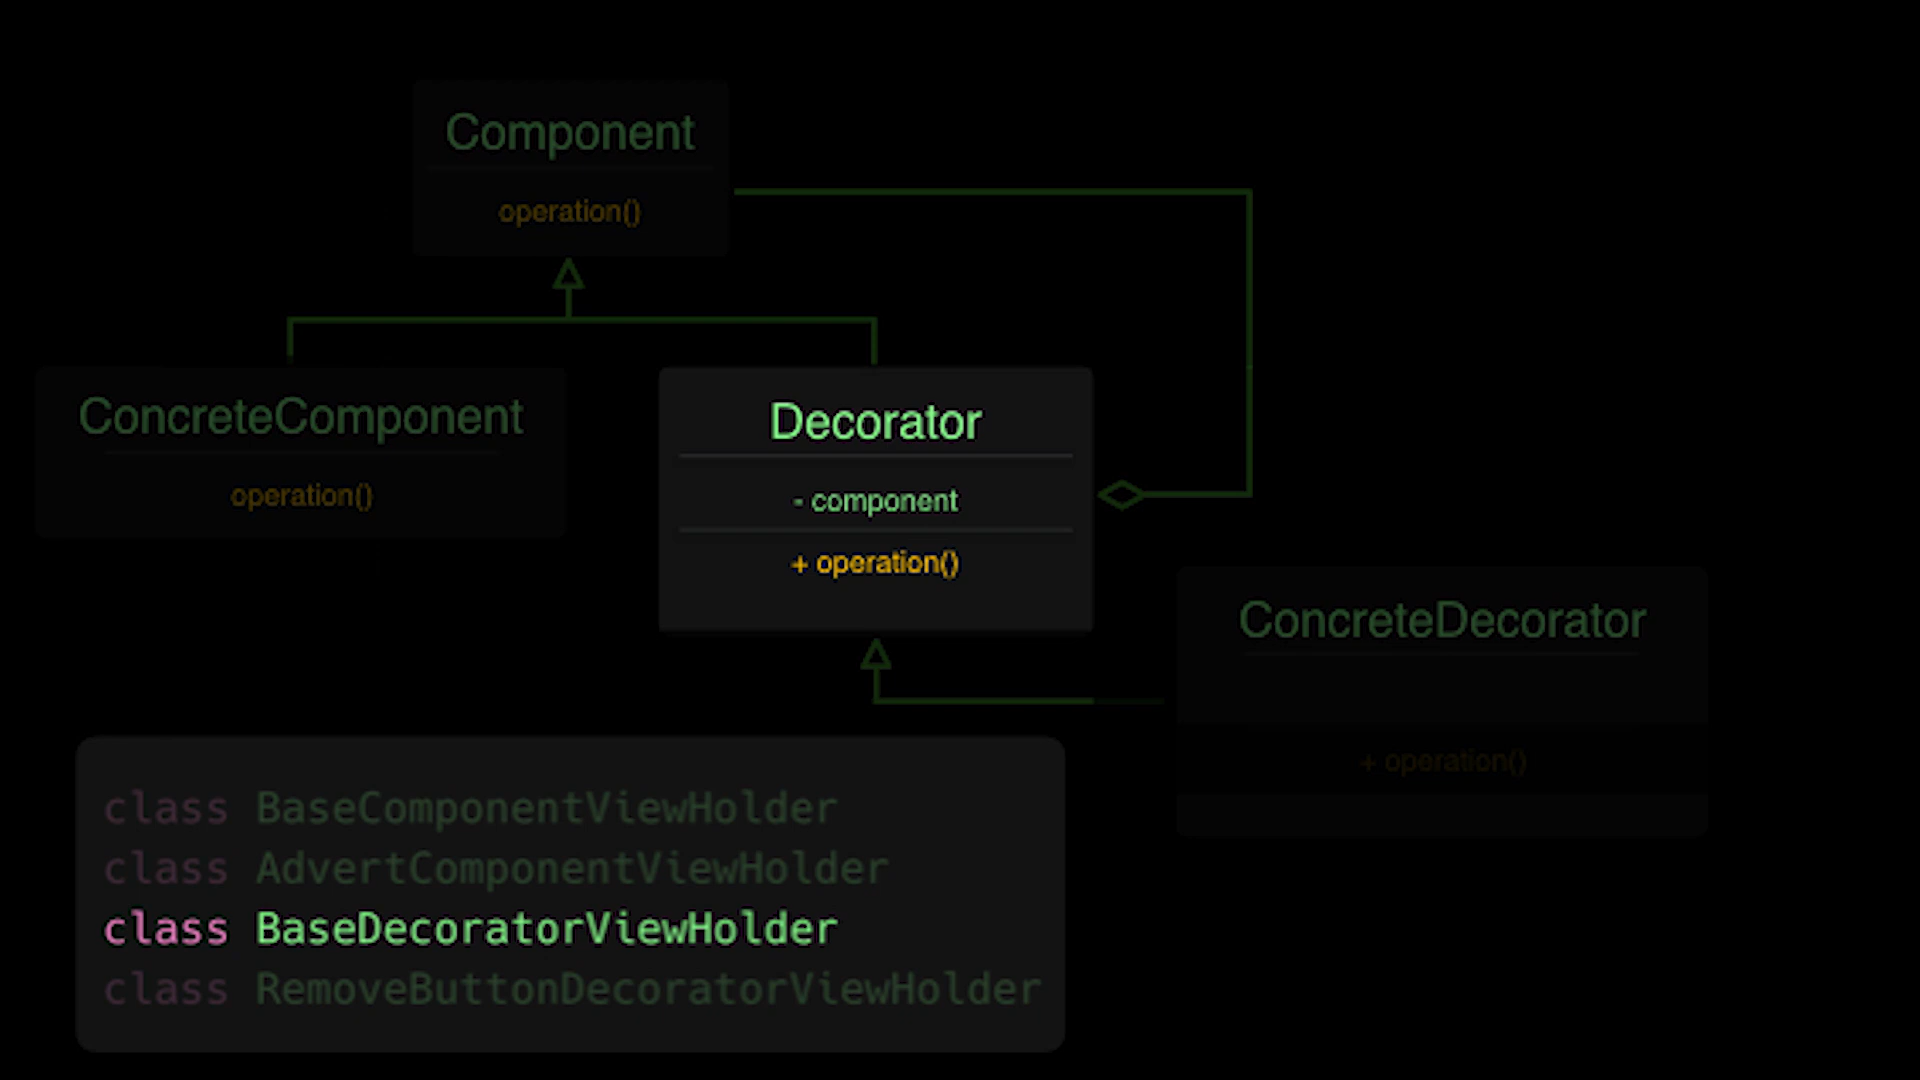 Component
operation()
ConcreteComponent
operation()
Decorator
- component
+ operation()
ConcreteDecorator
+ operation()
class BaseComponentViewHolder
class AdvertComponentViewHolder
class BaseDecoratorViewHolder
class RemoveButtonDecoratorViewHolder